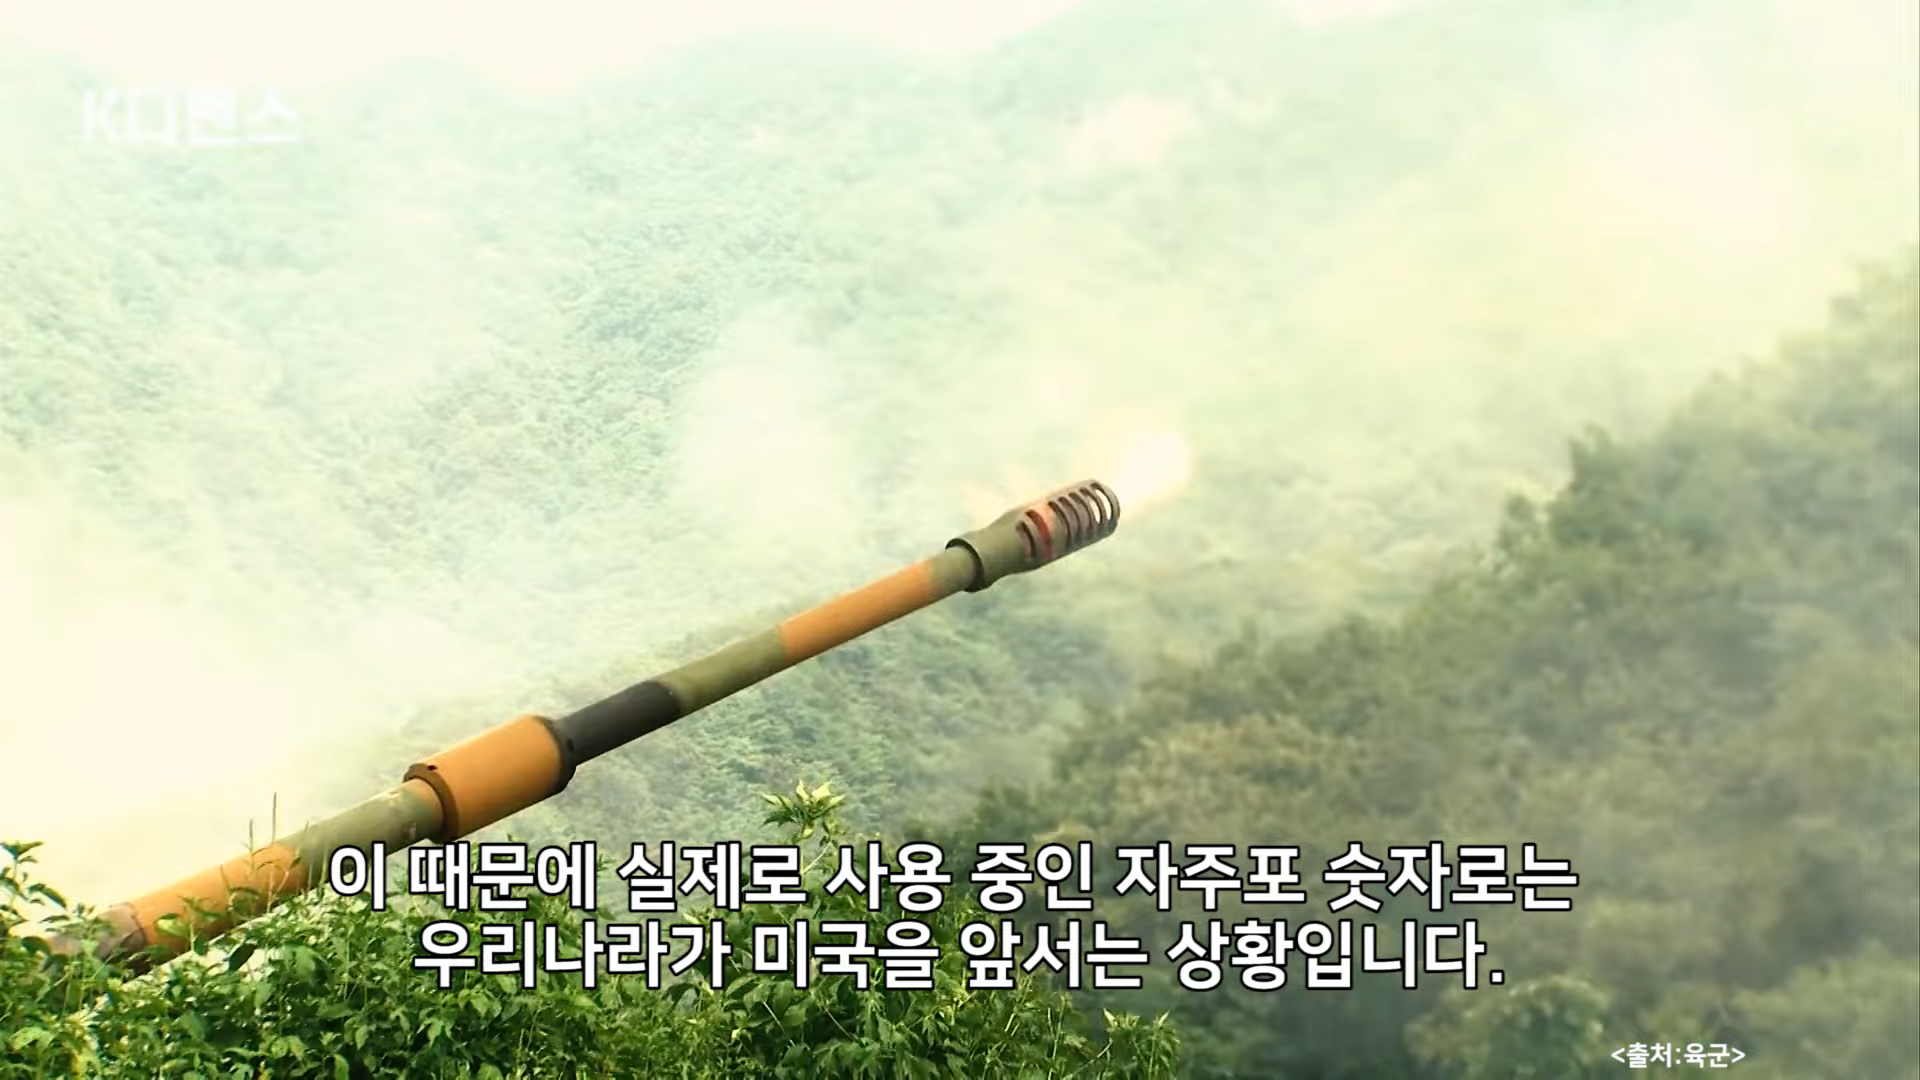 K디펜스
이 때문에 실제로 사용 중인 자주포 숫자로는
우리나라가 미국을 앞서는 상황입니다.
<출처:육군>